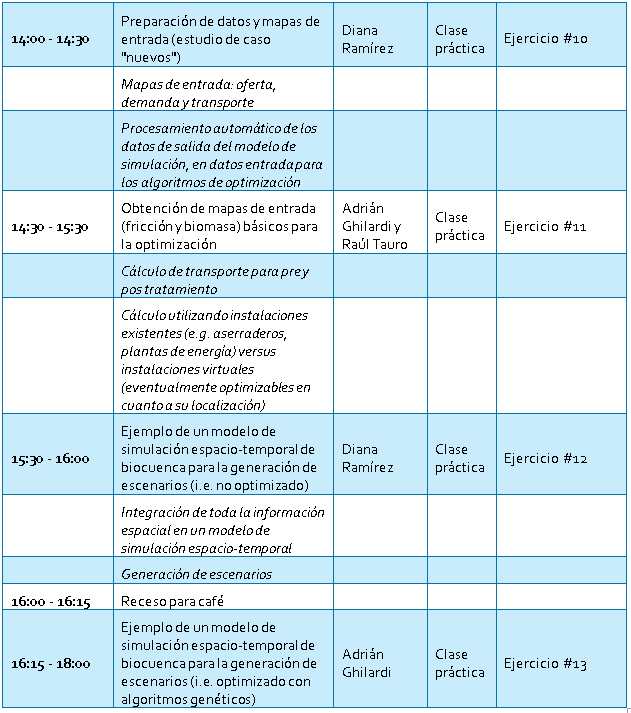 Preparación de datos y mapas de
14:00 - 14:30 entrada (estudio de caso Diana Ramírez Clase práctica Ejercicio #10
"nuevos")
Mapas de entrada: oferta,
demanda y transporte
Procesamiento automático de los
datos de salida del modelo de
simulación, en datos entrada para
los algoritmos de optimización
14:30 - 15:30 Obtención de mapas de entrada
(fricción y biomasa) básicos para
la optimización
Adrián
Ghilardi y
Raúl Tauro
Clase
práctica
Ejercicio #11
Cálculo de transporte para pre y
pos tratamiento
Cálculo utilizando instalaciones
existentes (e.g. aserraderos,
plantas de energía) versus
instalaciones virtuales
(eventualmente optimizables en
cuanto a su localización)
15:30 - 16:00
Ejemplo de un modelo de
simulación espacio-temporal de
biocuenca para la generación de
escenarios (i.e. no optimizado)
Diana
Ramírez
Clase
práctica
Ejercicio #12
Integración de toda la información
espacial en un modelo de
simulación espacio-temporal
Generación de escenarios
16:00 - 16:15 Receso para café
16:15 - 18:00
Ejemplo de un modelo de
simulación espacio-temporal de
biocuenca para la generación de
escenarios (i.e. optimizado con
algoritmos genéticos)
Adrián
Ghilardi
Clase
práctica
Ejercicio #13